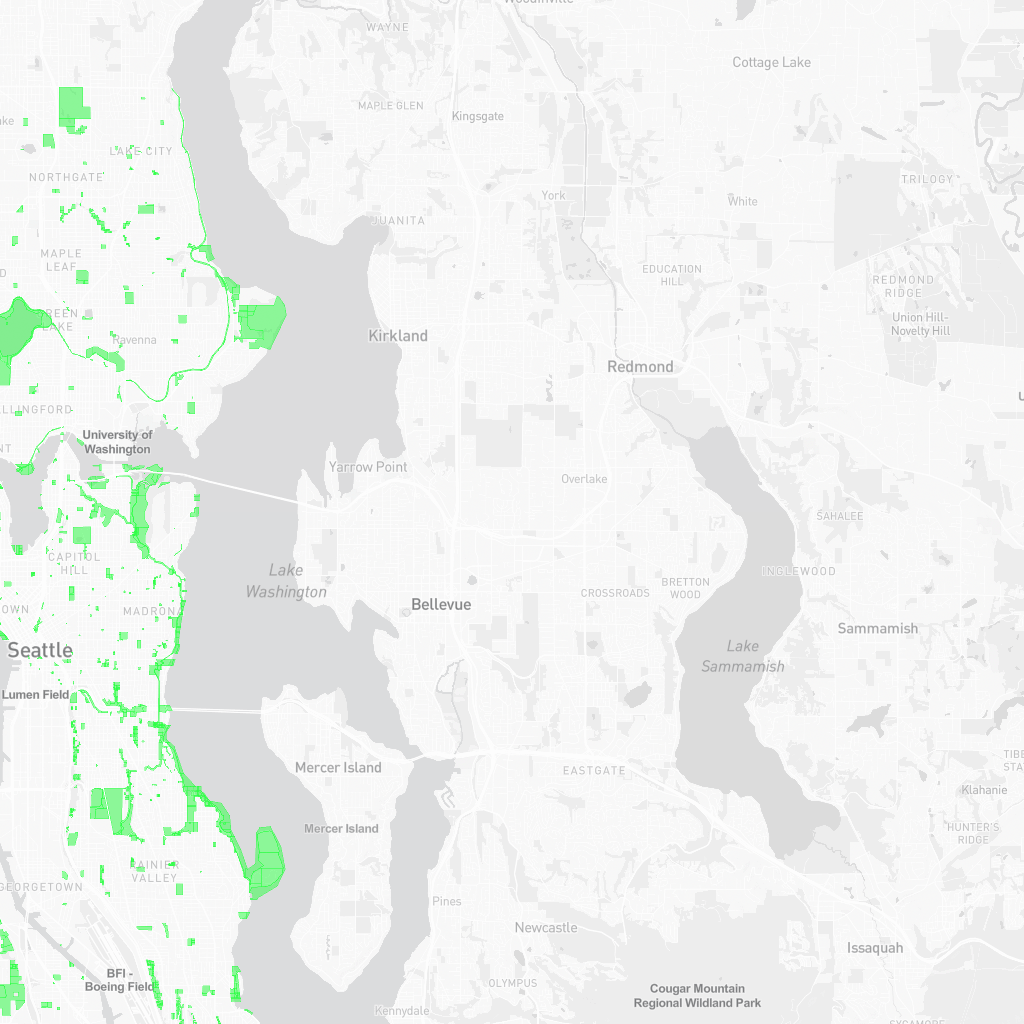 Woodinville
WAYNE
Cottage Lake
MAPLE GLEN
Kingsgate
LAKE CITY
NORTHGATE
TRILOGY
York
White
JUANITA
MAPLE
LEAF
EDUCATION
HILL
REDMOND
RIDGE
GREEN
LAKE
Union Hill-
Novelty Hill
Kirkland
Ravenna
Redmond
University of
Washington
Yarrow Point
Overlake
SAHALEE
CAPITOL
HILL
Lake
Washington
INGLEWOOD
BRETTON
WOOD
CROSSROADS
Bellevue
MADRONA
Sammamish
Seattle
Lake
Sammamish
Lumen Field
Mercer Island
EASTGATE
Klahanie
Mercer Island
HUNTER'S
RIDGE
RAINIER
VALLEY
GEORGETOWN
Pines
Newcastle
Issaquah
BFI -
Boeing Field
OLYMPUS
Cougar Mountain
Regional Wildland Park
Kennydale